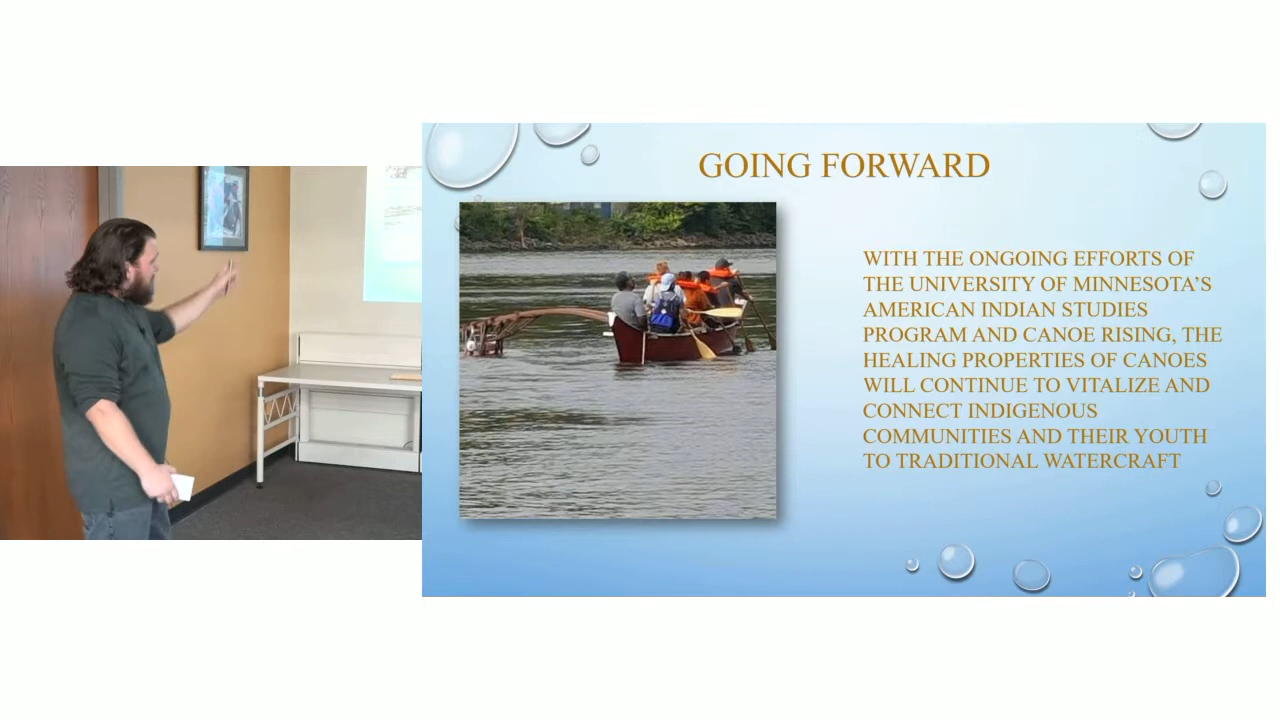 GOING FORWARD
WITH THE ONGOING EFFORTS OF
THE UNIVERSITY OF MINNESOTA’S
AMERICAN INDIAN STUDIES
PROGRAM AND CANOE RISING, THE
HEALING PROPERTIES OF CANOES
WILL CONTINUE TO VITALIZE AND
CONNECT INDIGENOUS
COMMUNITIES AND THEIR YOUTH
TO TRADITIONAL WATERCRAFT